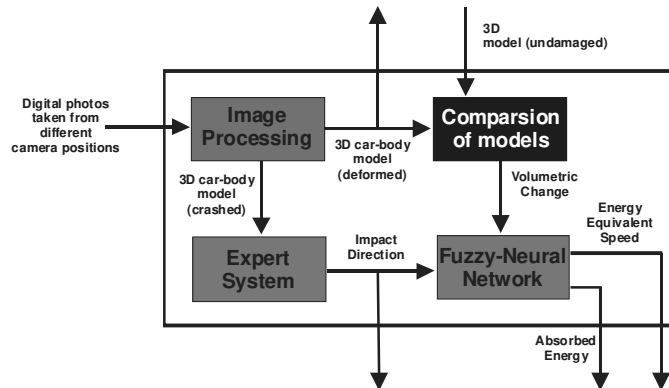 3D
model (undamaged)
Digital photos
taken from
different
camera positions
Image
Processing
Comparsion
of models
3D car-body
model
(deformed)
3D car-body
model
(crashed)
Volumetric
Change
Energy
Equivalent
Speed
Impact
Direction
Expert
System
Fuzzy-Neural
Network
Absorbed
Energy